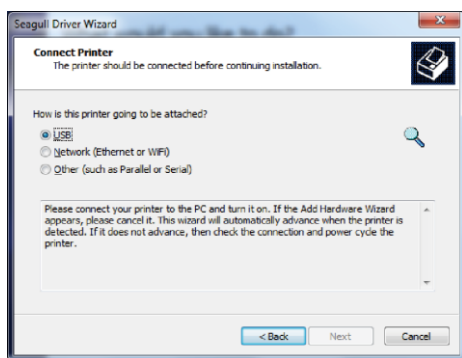 Seagull Driver Wizard
Connect Printer
The printer should be connected before continuing installation.
How is this printer going to be attached?
USB
Network (Ethernet or WiFi)
Other (such as Parallel or Serial)
Please connect your printer to the PC and turn it on. If the Add Hardware Wizard
appears, please cancel it. This wizard will automatically advance when the printer is
detected. If it does not advance, then check the connection and power cycle the
printer.
< Back
Next
Cancel